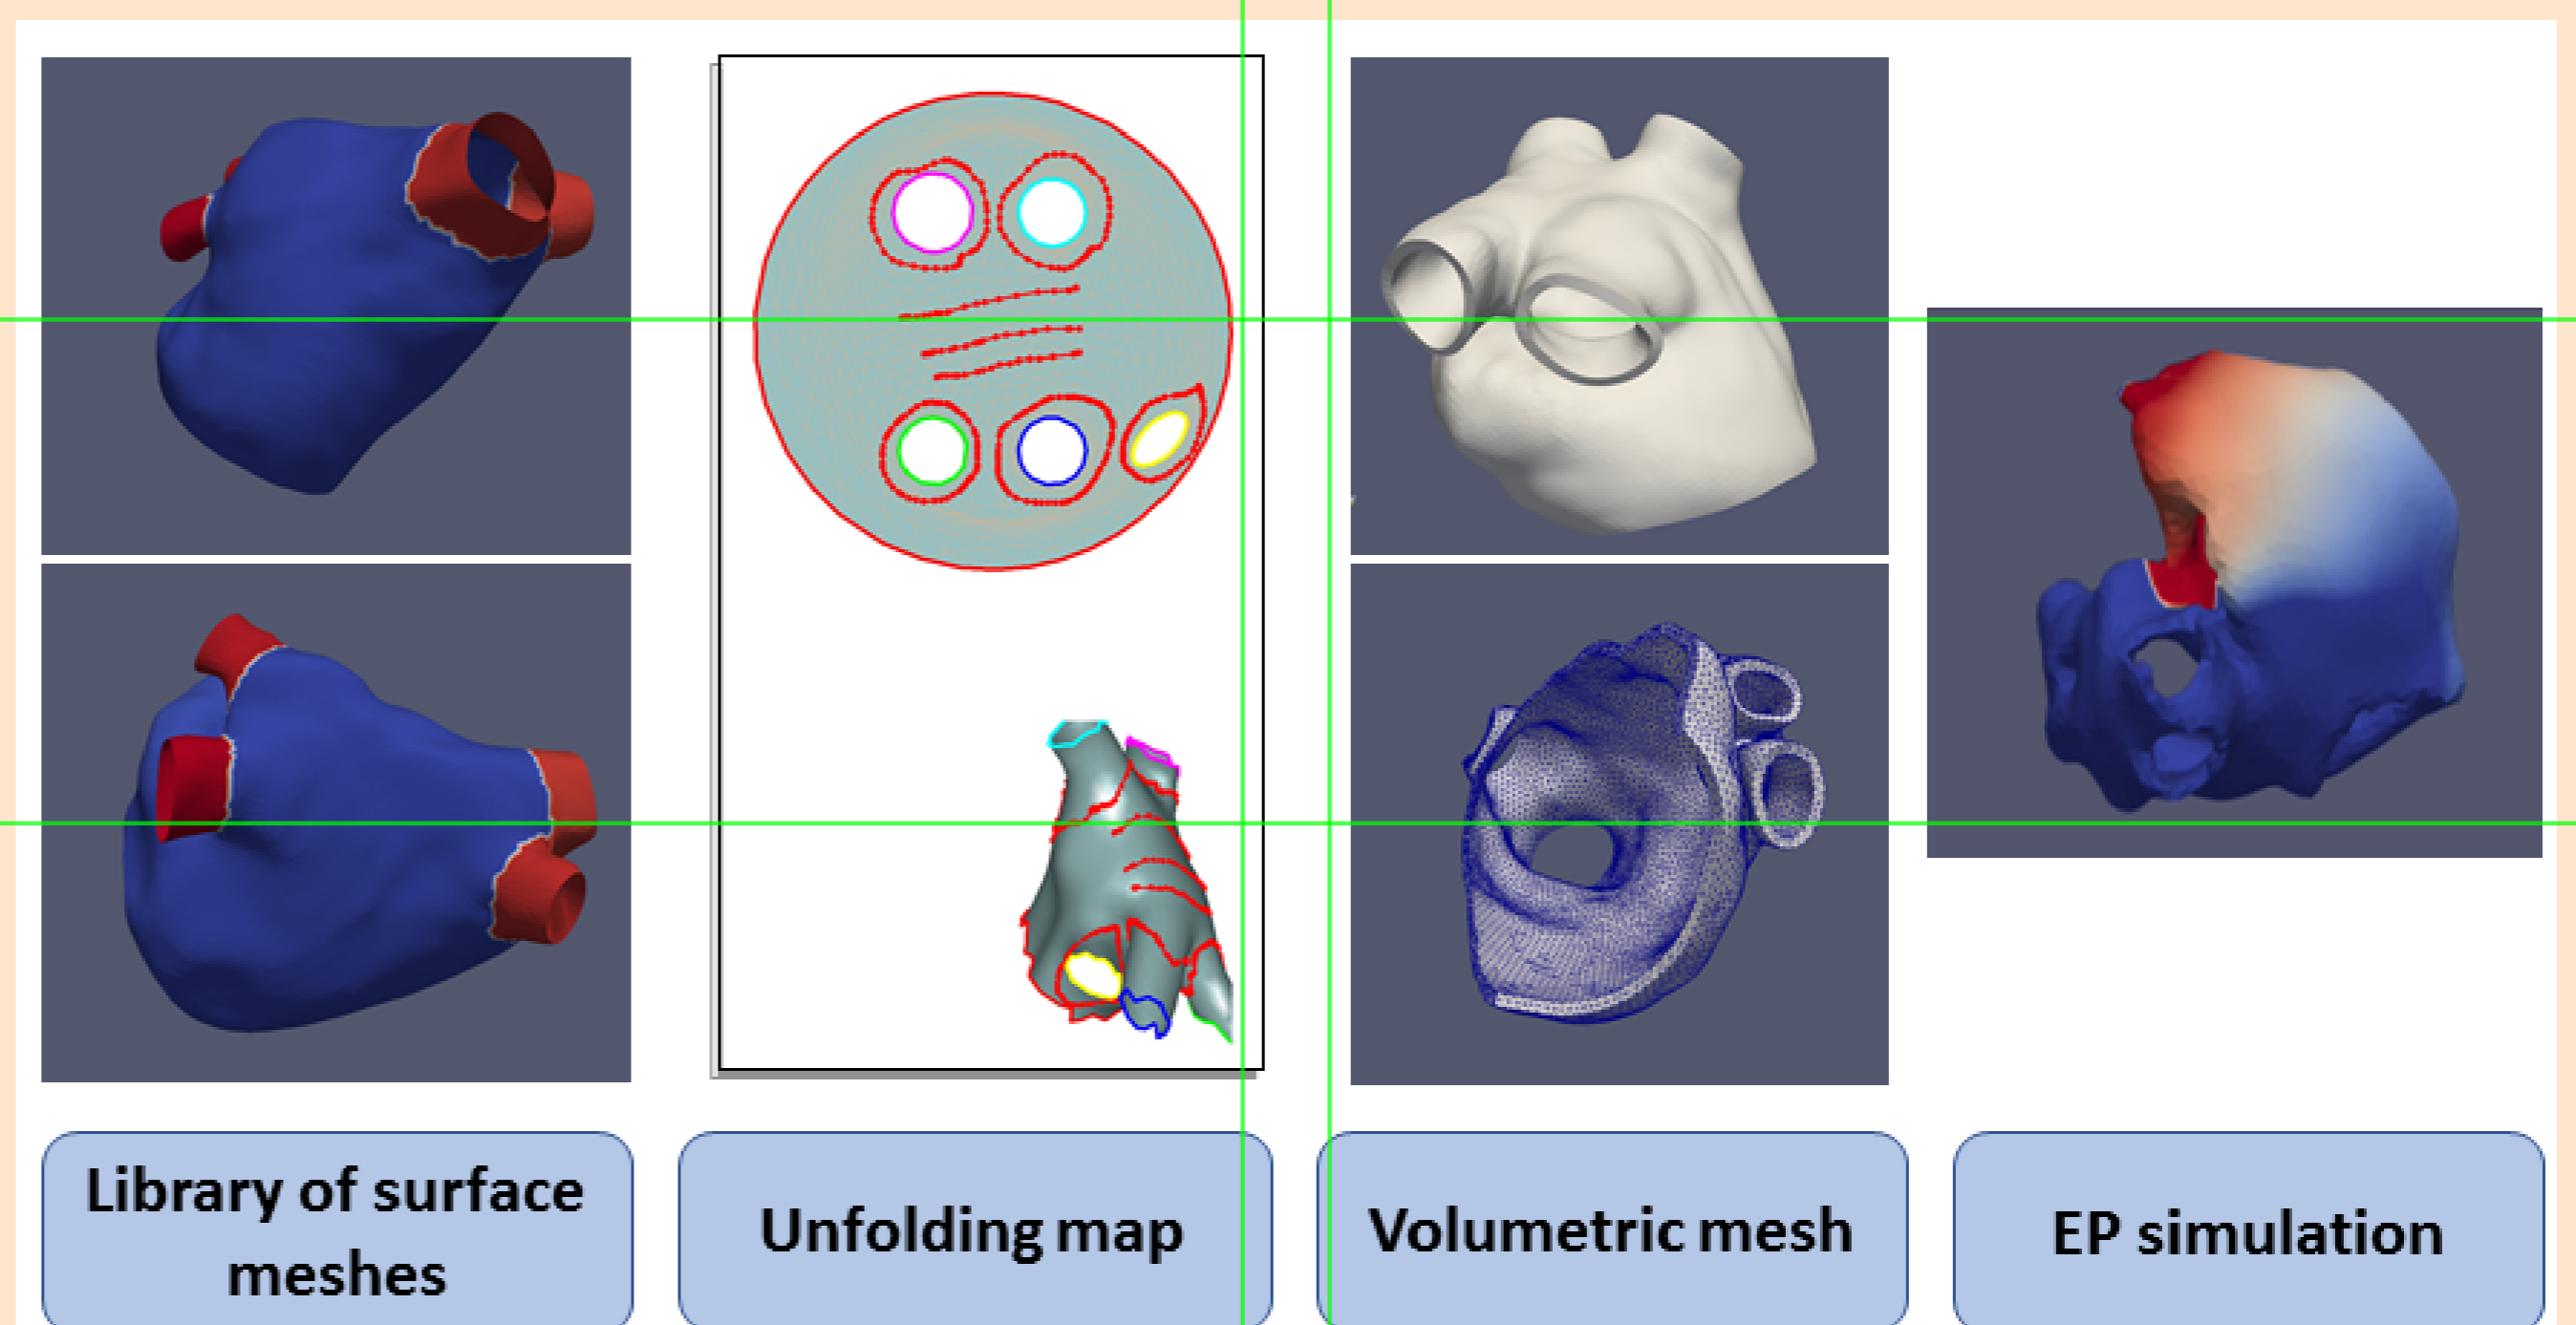 Library of surface
meshes
Unfolding map
Volumetric mesh
EP simulation